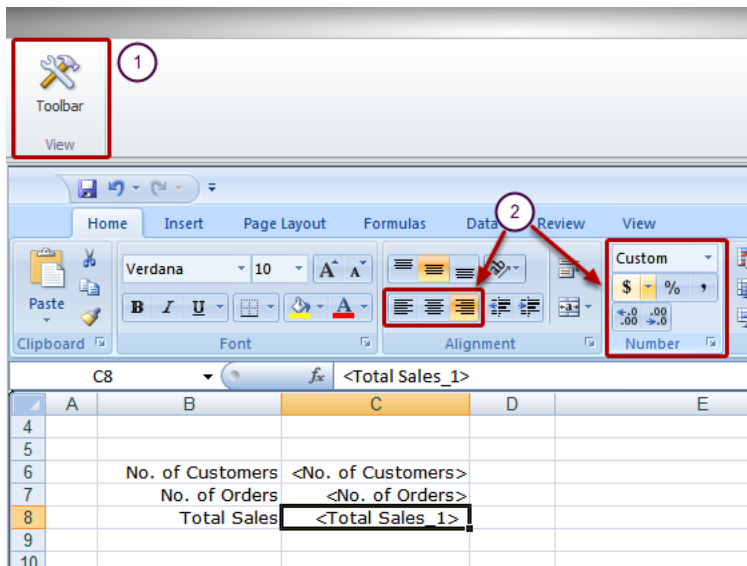 1
Toolbar
View
2
Home Insert Page Layout Formulas Data Review View
Verdana 10 A A Custom
$ % ,
Paste B I U A .00 .00
Clipboard Font Alignment Number
C8 fx <Total Sales_1>
A B C D E
4
5
6 No. of Customers <No. of Customers>
7 No. of Orders <No. of Orders>
8 Total Sales <Total Sales_1>
9
10